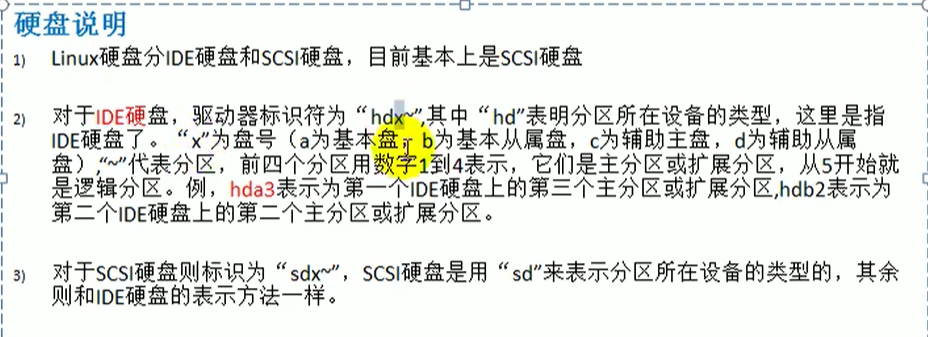 硬盘说明
1) Linux硬盘分IDE硬盘和SCSI硬盘，目前基本上是SCSI硬盘
2) 对于IDE硬盘，驱动器标识符为“hdx~”,其中“hd”表明分区所在设备的类型，这里是指
IDE硬盘了。“x”为盘号（a为基本盘，b为基本从属盘，c为辅助主盘，d为辅助从属
盘）,“~”代表分区，前四个分区用数字1到4表示，它们是主分区或扩展分区，从5开始就
是逻辑分区。例，hda3表示为第一个IDE硬盘上的第三个主分区或扩展分区,hdb2表示为
第二个IDE硬盘上的第二个主分区或扩展分区。
3) 对于SCSI硬盘则标识为“sdx~”，SCSI硬盘是用“sd”来表示分区所在设备的类型的，其余
则和IDE硬盘的表示方法一样。